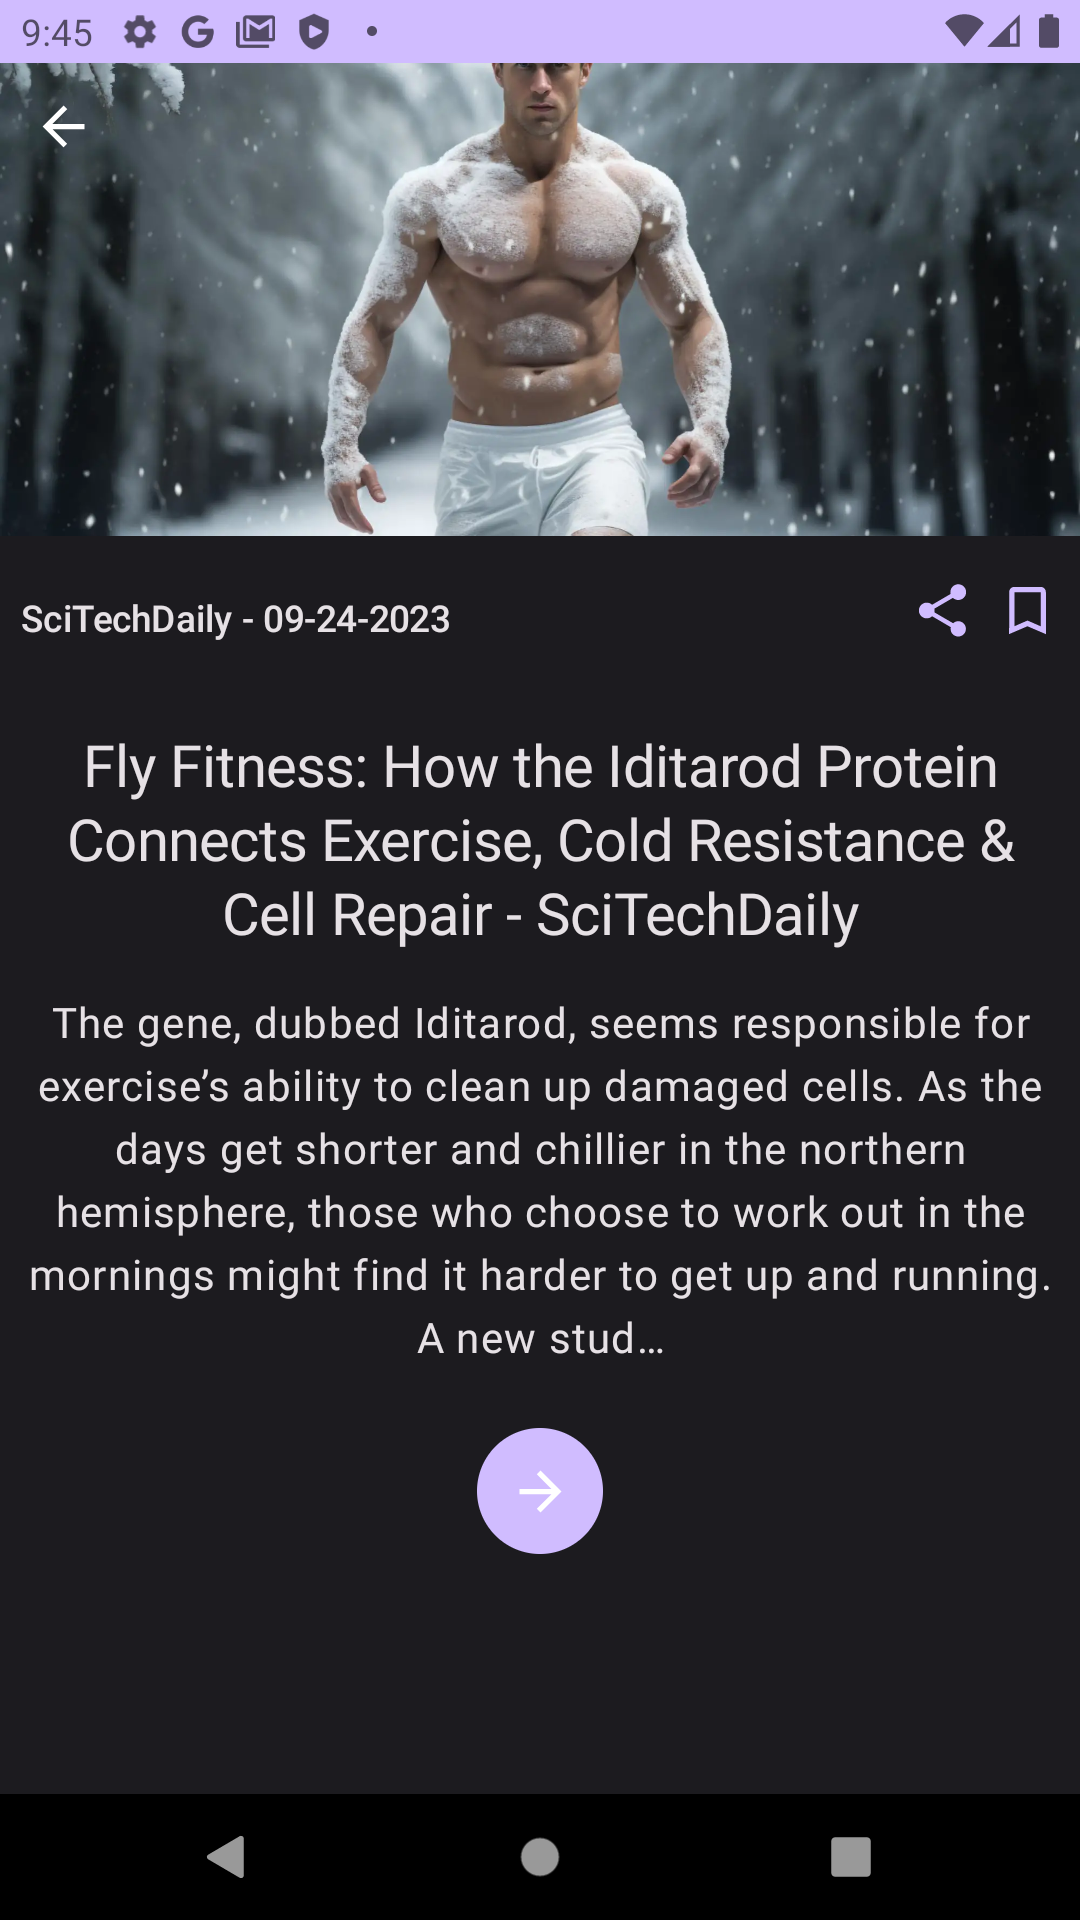 9:45
SciTechDaily - 09-24-2023
Fly Fitness: How the Iditarod Protein
Connects Exercise, Cold Resistance &
Cell Repair - SciTechDaily
The gene, dubbed Iditarod, seems responsible for
exercise’s ability to clean up damaged cells. As the
days get shorter and chillier in the northern
hemisphere, those who choose to work out in the
mornings might find it harder to get up and running.
A new stud…